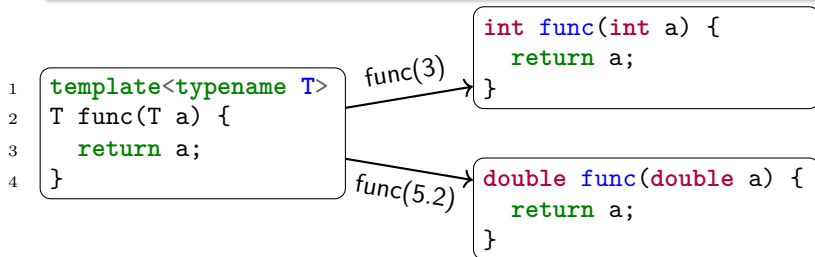 1 template<typename T>
2 T func(T a) {
3   return a;
4 }
func(3)
func(5.2)
int func(int a) {
  return a;
}
double func(double a) {
  return a;
}